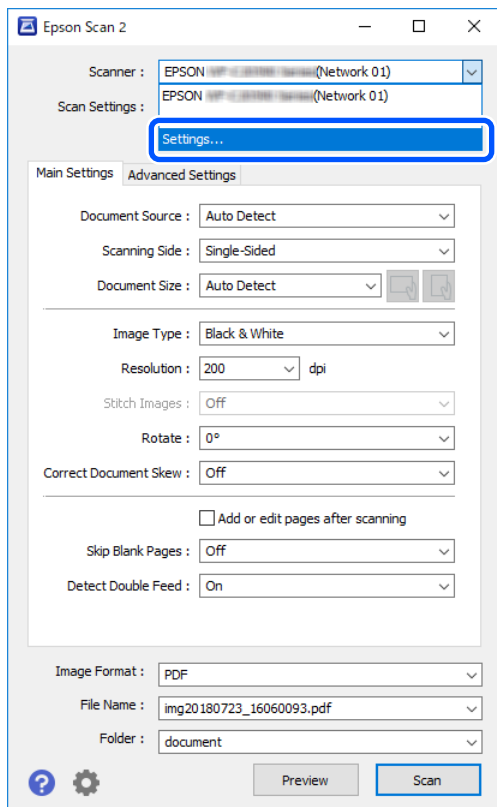 Epson Scan 2
Scanner : EPSON (Network 01)
EPSON (Network 01)
Scan Settings :
Settings...
Main Settings Advanced Settings
Document Source : Auto Detect
Scanning Side : Single-Sided
Document Size : Auto Detect
Image Type : Black & White
Resolution : 200 dpi
Stitch Images : Off
Rotate : 0°
Correct Document Skew : Off
Add or edit pages after scanning
Skip Blank Pages : Off
Detect Double Feed : On
Image Format : PDF
File Name : img20180723_16060093.pdf
Folder : document
? Preview Scan